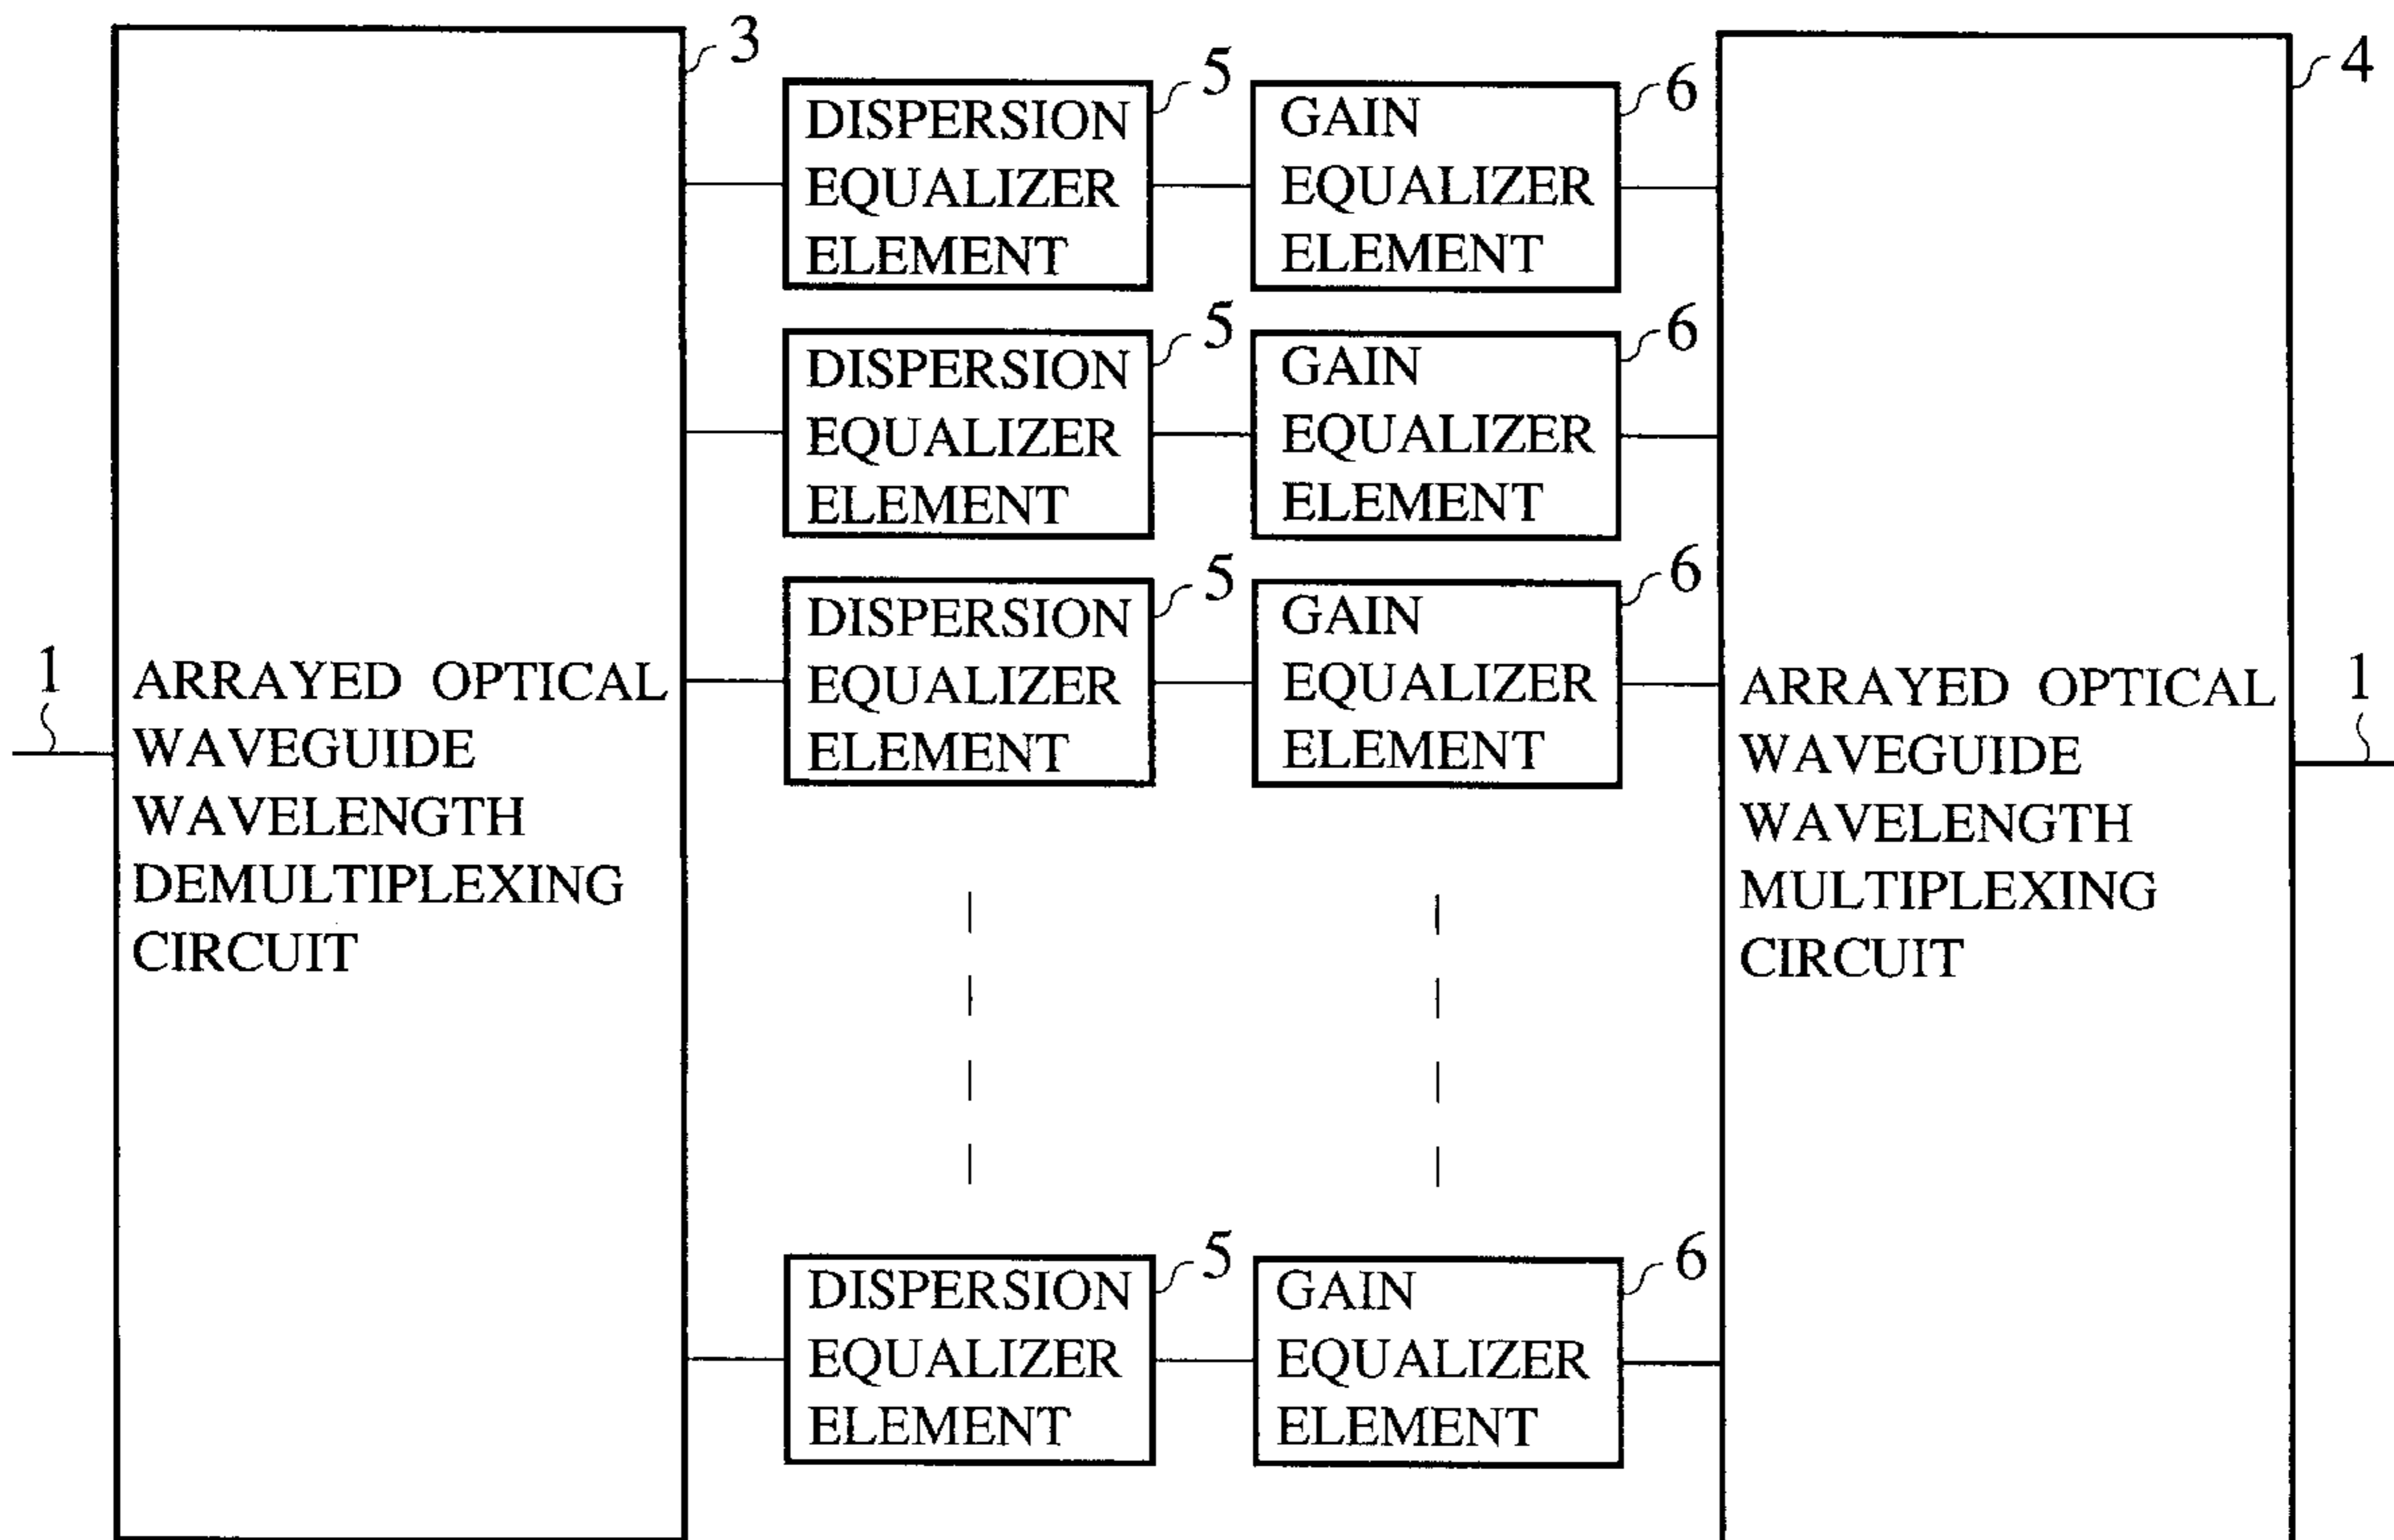 3
4
5
6
DISPERSION
EQUALIZER
ELEMENT
GAIN
EQUALIZER
ELEMENT
5
6
DISPERSION
EQUALIZER
ELEMENT
GAIN
EQUALIZER
ELEMENT
5
6
DISPERSION
EQUALIZER
ELEMENT
GAIN
EQUALIZER
ELEMENT
1
ARRAYED OPTICAL
WAVEGUIDE
WAVELENGTH
DEMULTIPLEXING
CIRCUIT
ARRAYED OPTICAL
WAVEGUIDE
WAVELENGTH
MULTIPLEXING
CIRCUIT
1
5
6
DISPERSION
EQUALIZER
ELEMENT
GAIN
EQUALIZER
ELEMENT